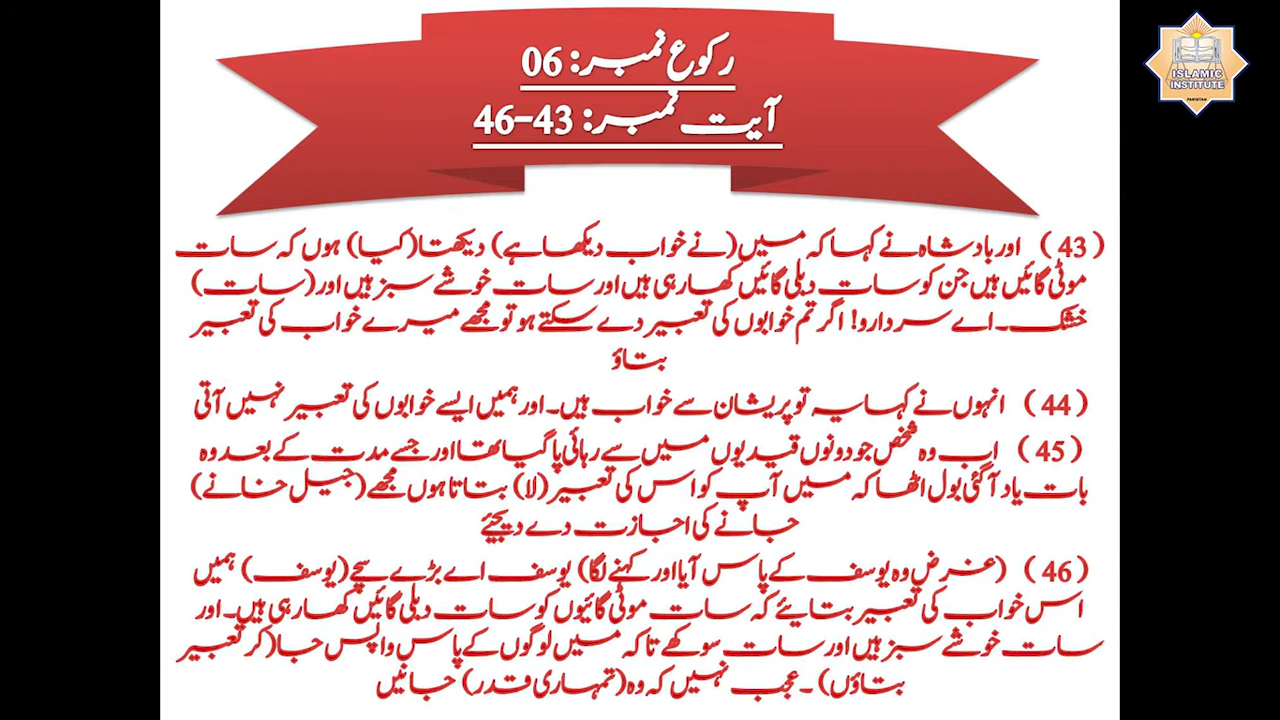 رکوع نمبر: 06
آیت نمبر: 43-46
ISLAMIC
INSTITUTE
PAKISTAN
(43) اور بادشاہ نے کہا کہ میں (نے خواب دیکھا ہے) دیکھتا (کیا) ہوں کہ سات
موٹی گائیں ہیں جن کو سات دبلی گائیں کھا رہی ہیں اور سات خوشے سبز ہیں اور (سات)
خشک۔ اے سردارو! اگر تم خوابوں کی تعبیر دے سکتے ہو تو مجھے میرے خواب کی تعبیر
بتاؤ
(44) انہوں نے کہا یہ تو پریشان سے خواب ہیں۔ اور ہمیں ایسے خوابوں کی تعبیر نہیں آتی
(45) اب وہ شخص جو دونوں قیدیوں میں سے رہائی پا گیا تھا اور جسے مدت کے بعد وہ
بات یاد آگئی بول اٹھا کہ میں آپ کو اس کی تعبیر (لا) بتاتا ہوں مجھے (جیل خانے)
جانے کی اجازت دے دیجئے
(46) (غرض وہ یوسف کے پاس آیا اور کہنے لگا) یوسف اے بڑے سچے (یوسف) ہمیں
اس خواب کی تعبیر بتایئے کہ سات موٹی گائیوں کو سات دبلی گائیں کھا رہی ہیں۔ اور
سات خوشے سبز ہیں اور سات سوکھے تاکہ میں لوگوں کے پاس واپس جا (کر تعبیر
بتاؤں)۔ عجب نہیں کہ وہ (تمہاری قدر) جانیں